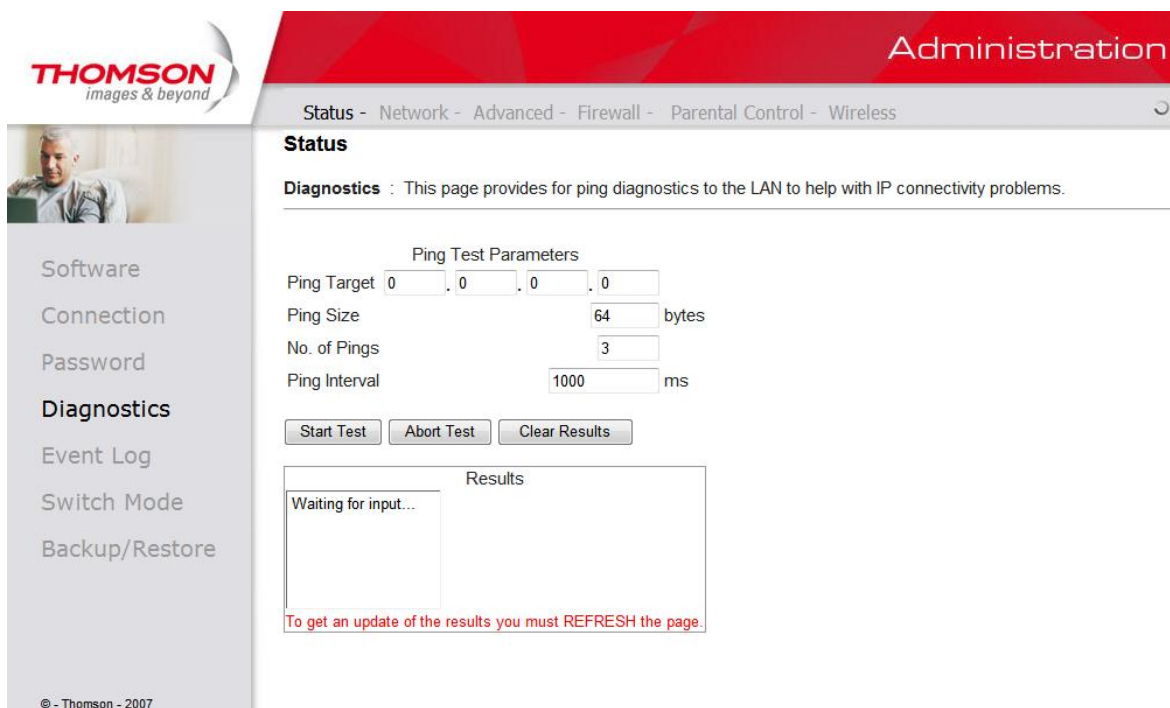 THOMSON
images & beyond
Administration
Status - Network - Advanced - Firewall - Parental Control - Wireless
Status
Diagnostics : This page provides for ping diagnostics to the LAN to help with IP connectivity problems.
Software
Connection
Password
Diagnostics
Event Log
Switch Mode
Backup/Restore
Ping Test Parameters
Ping Target 0 . 0 . 0 . 0
Ping Size 64 bytes
No. of Pings 3
Ping Interval 1000 ms
Start Test Abort Test Clear Results
Results
Waiting for input...
To get an update of the results you must REFRESH the page.
© - Thomson - 2007